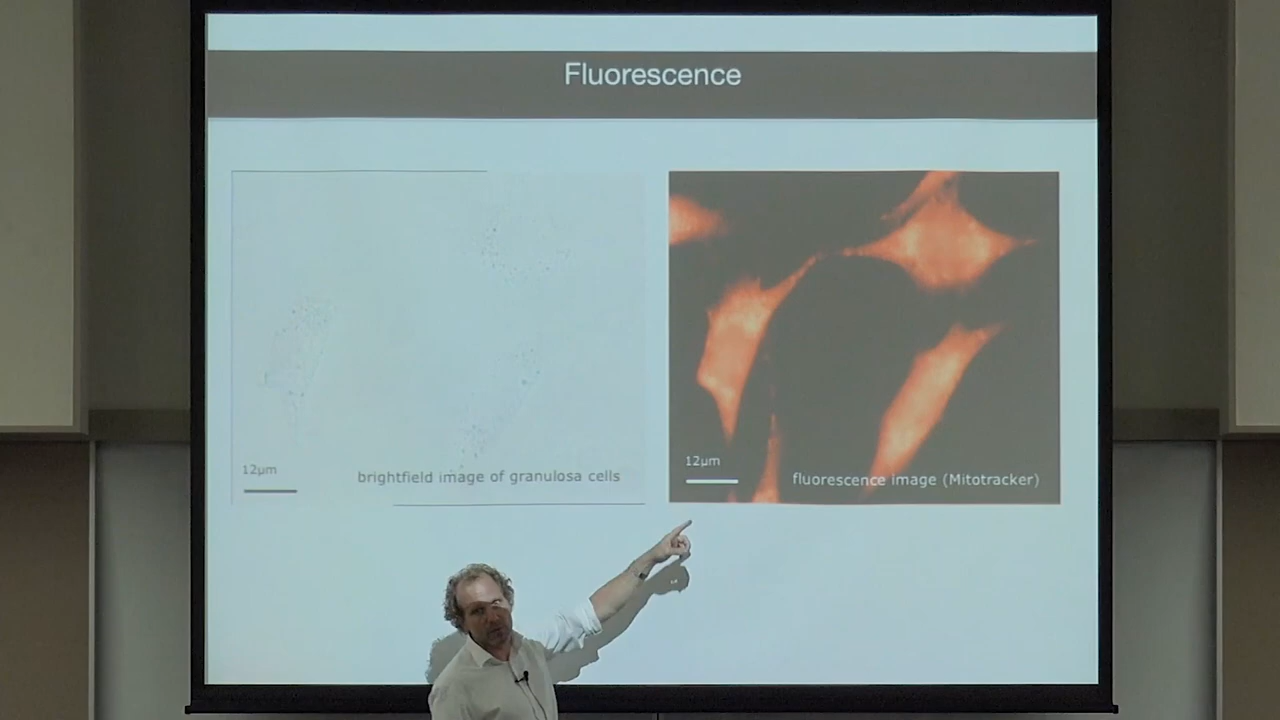 Fluorescence
12µm
brightfield image of granulosa cells
12µm
fluorescence image (Mitotracker)